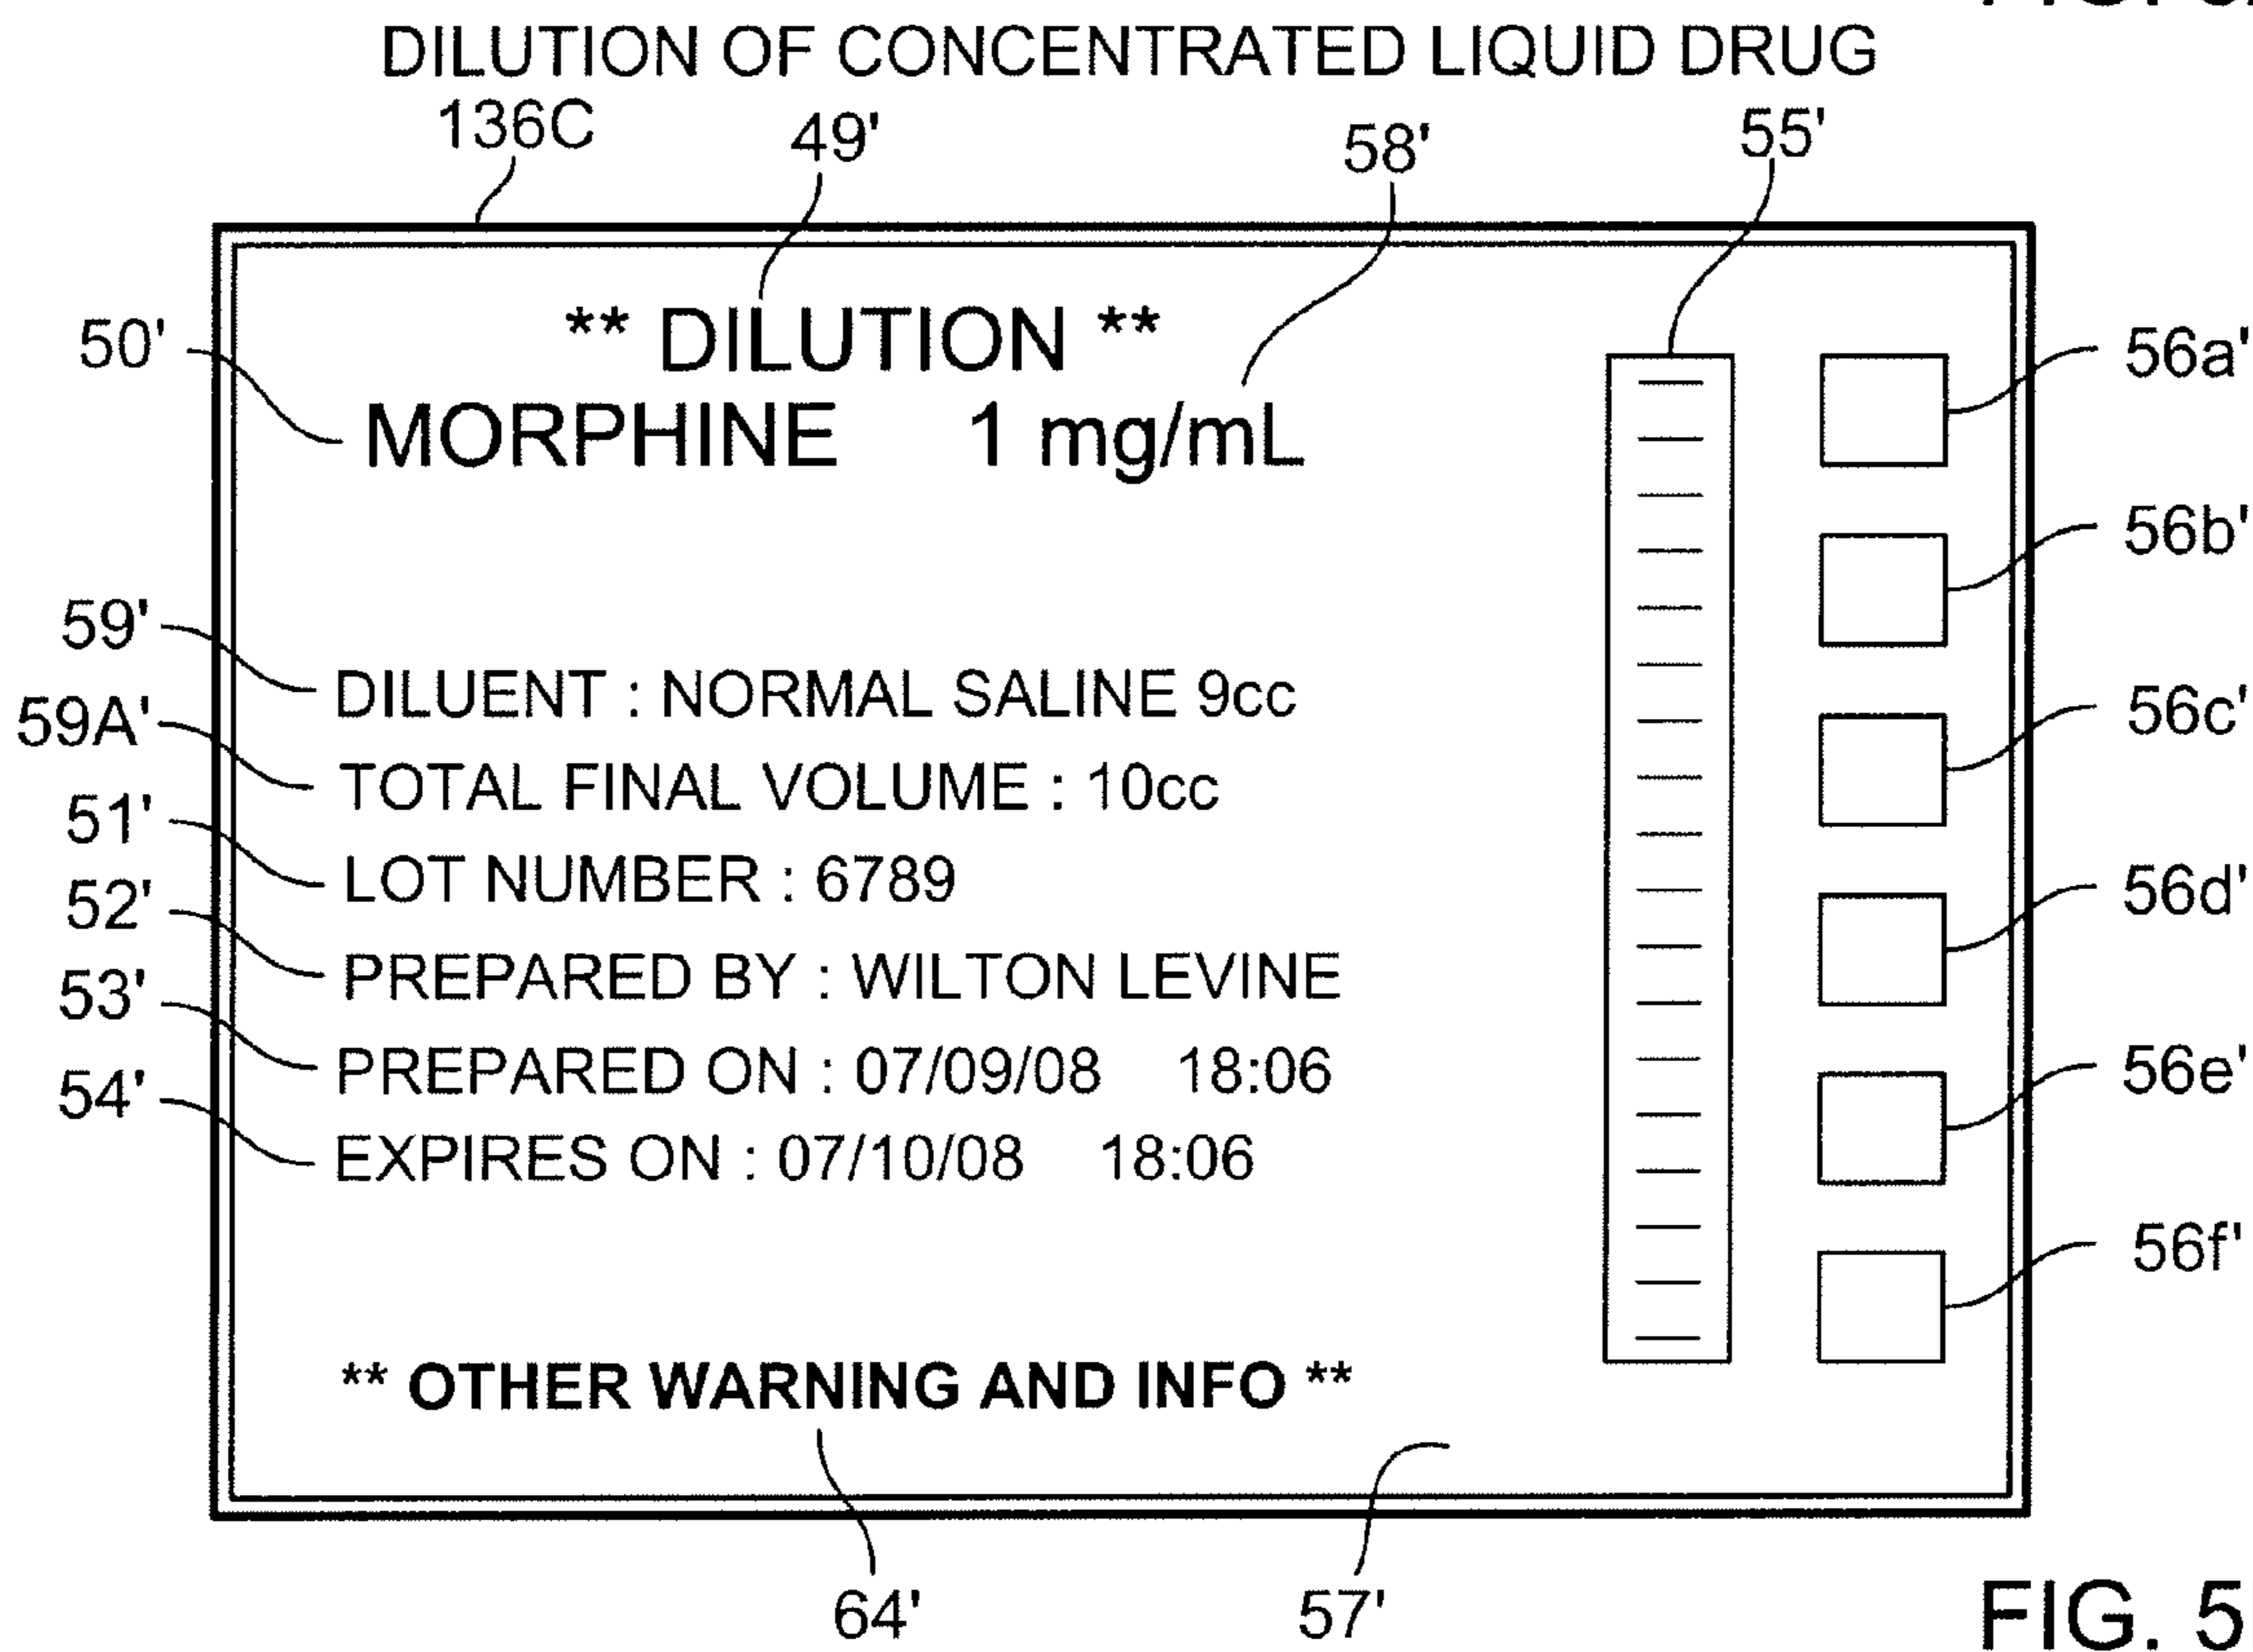 DILUTION OF CONCENTRATED LIQUID DRUG
136C 49' 58' 55'
** DILUTION **
50' MORPHINE 1 mg/mL 56a'
56b'
59' DILUENT : NORMAL SALINE 9cc
59A' TOTAL FINAL VOLUME : 10cc 56c'
51' LOT NUMBER : 6789 56d'
52' PREPARED BY : WILTON LEVINE
53' PREPARED ON : 07/09/08 18:06 56e'
54' EXPIRES ON : 07/10/08 18:06
56f'
** OTHER WARNING AND INFO **
64' 57'
FIG. 5